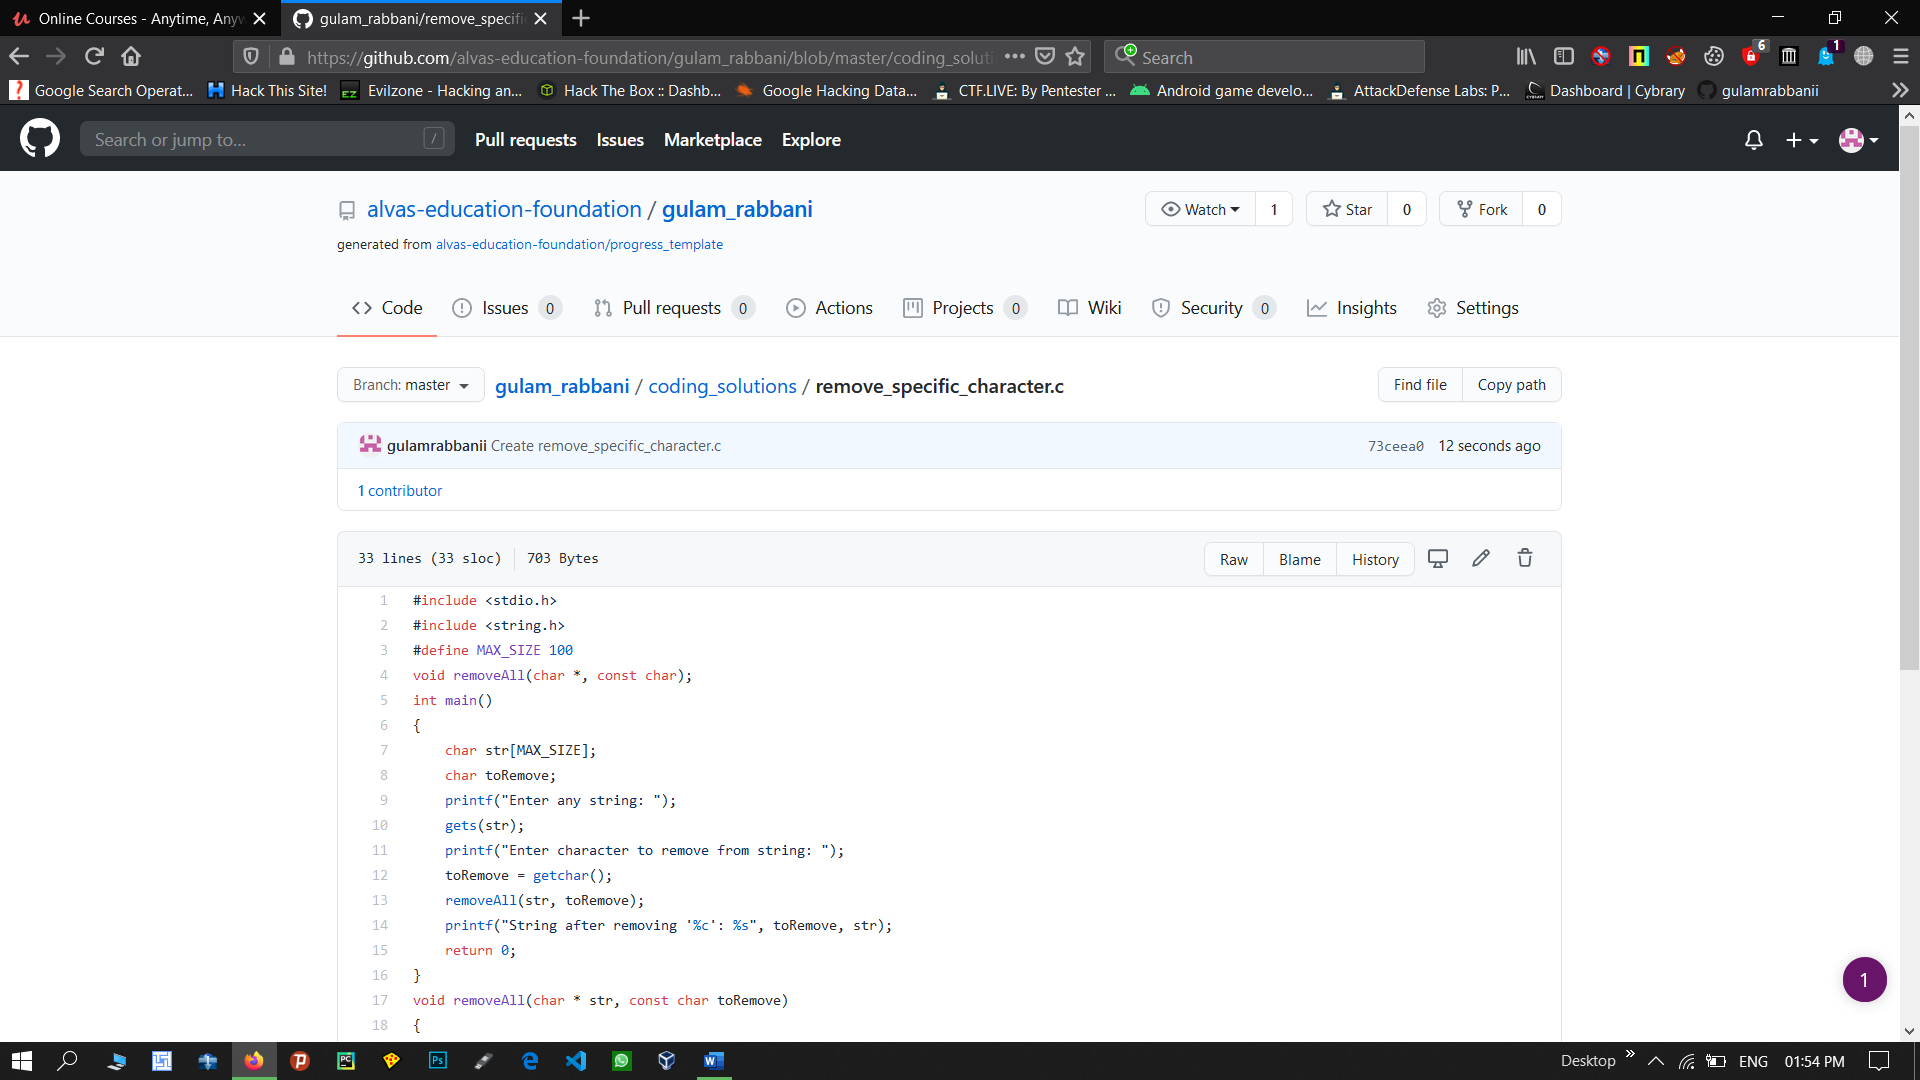 Online Courses - Anytime, Anyw
gulam_rabbani/remove_specific
https://github.com/alvas-education-foundation/gulam_rabbani/blob/master/coding_soluti
Search
6
1
Google Search Operat...
Hack This Site!
EZ Evilzone - Hacking an...
Hack The Box :: Dashb...
Google Hacking Data...
CTF.LIVE: By Pentester ...
Android game develo...
AttackDefense Labs: P...
Dashboard | Cybrary
gulamrabbanii
Search or jump to... /
Pull requests Issues Marketplace Explore
alvas-education-foundation / gulam_rabbani
Watch 1 Star 0 Fork 0
generated from alvas-education-foundation/progress_template
Code Issues 0 Pull requests 0 Actions Projects 0 Wiki Security 0 Insights Settings
Branch: master gulam_rabbani / coding_solutions / remove_specific_character.c
Find file Copy path
gulamrabbanii Create remove_specific_character.c
73ceea0 12 seconds ago
1 contributor
33 lines (33 sloc) 703 Bytes
Raw Blame History
1 #include <stdio.h>
2 #include <string.h>
3 #define MAX_SIZE 100
4 void removeAll(char *, const char);
5 int main()
6 {
7 char str[MAX_SIZE];
8 char toRemove;
9 printf("Enter any string: ");
10 gets(str);
11 printf("Enter character to remove from string: ");
12 toRemove = getchar();
13 removeAll(str, toRemove);
14 printf("String after removing '%c': %s", toRemove, str);
15 return 0;
16 }
17 void removeAll(char * str, const char toRemove)
18 {
1
Desktop
ENG 01:54 PM